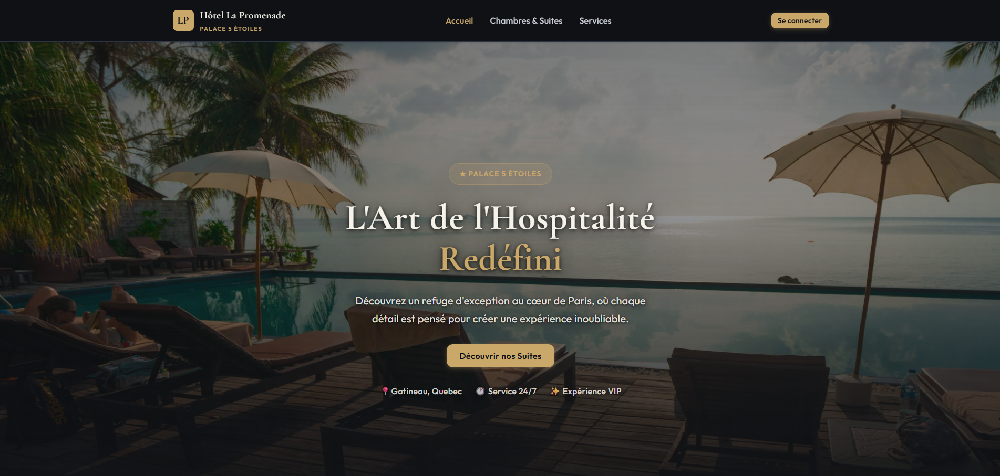 LP
Hôtel La Promenade
PALACE 5 ÉTOILES
Accueil
Chambres & Suites
Services
Se connecter
★ PALACE 5 ÉTOILES
L'Art de l'Hospitalité
Redéfini
Découvrez un refuge d'exception au cœur de Paris, où chaque
détail est pensé pour créer une expérience inoubliable.
Découvrir nos Suites
📍 Gatineau, Quebec
🕐 Service 24/7
✨ Expérience VIP